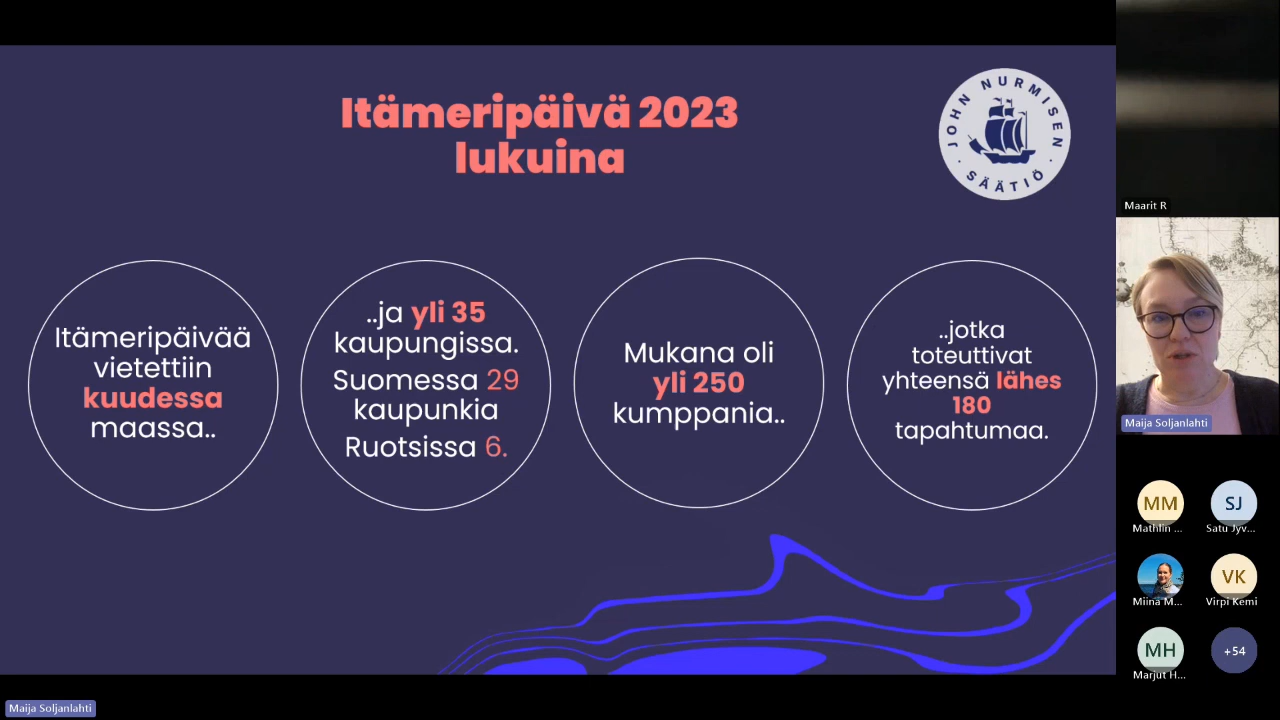 Itämeripäivä 2023
lukuina
JOHN NURMISEN
· SÄÄTIÖ ·
Itämeripäivää
vietettiin
kuudessa
maassa..
..ja yli 35
kaupungissa.
Suomessa 29
kaupunkia
Ruotsissa 6.
Mukana oli
yli 250
kumppania..
..jotka
toteuttivat
yhteensä lähes
180
tapahtumaa.
Maarit R
Maija Soljanlahti
MM
SJ
Mathlin ...
Satu Jyv...
VK
Miina M...
Virpi Kemi
MH
+54
Marjut H...
Maija Soljanlahti